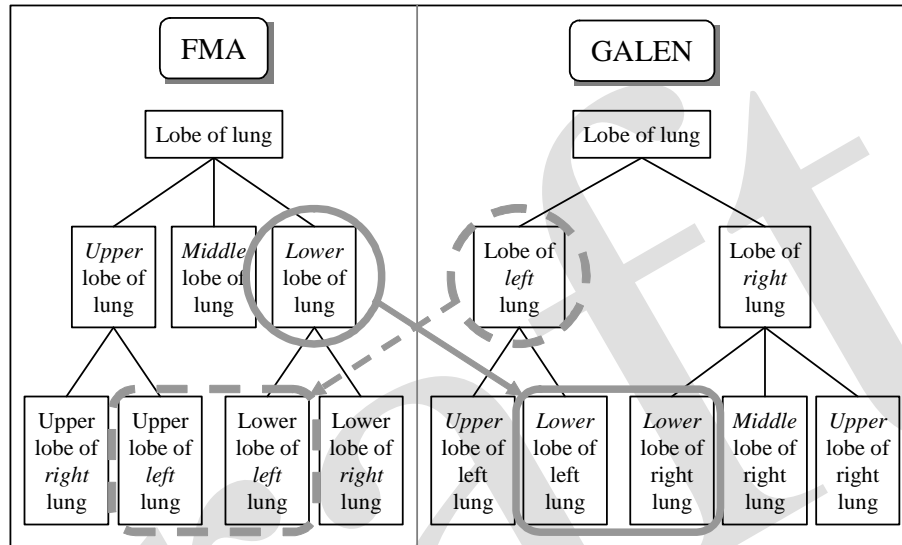 FMA
GALEN
Lobe of lung
Lobe of lung
Upper
lobe of
lung
Middle
lobe of
lung
Lower
lobe of
lung
Lobe of
left
lung
Lobe of
right
lung
Upper
lobe of
right
lung
Upper
lobe of
left
lung
Lower
lobe of
left
lung
Lower
lobe of
right
lung
Upper
lobe of
left lung
Lower
lobe of
left lung
Lower
lobe of
right lung
Middle
lobe of
right lung
Upper
lobe of
right lung